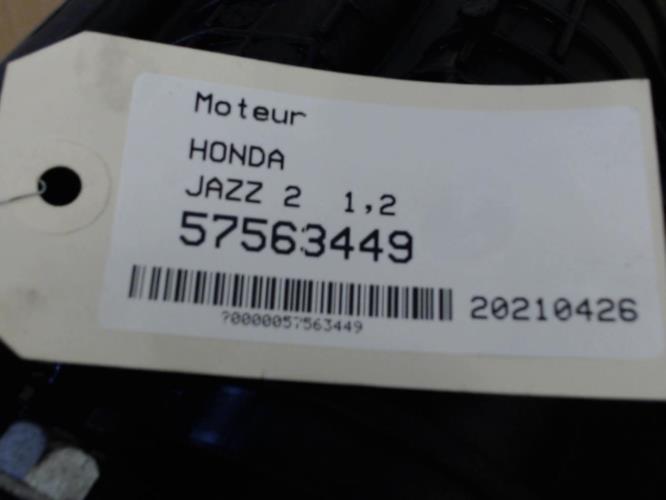 Moteur
HONDA
JAZZ 2 1,2
57563449
20210426
?0000057563449